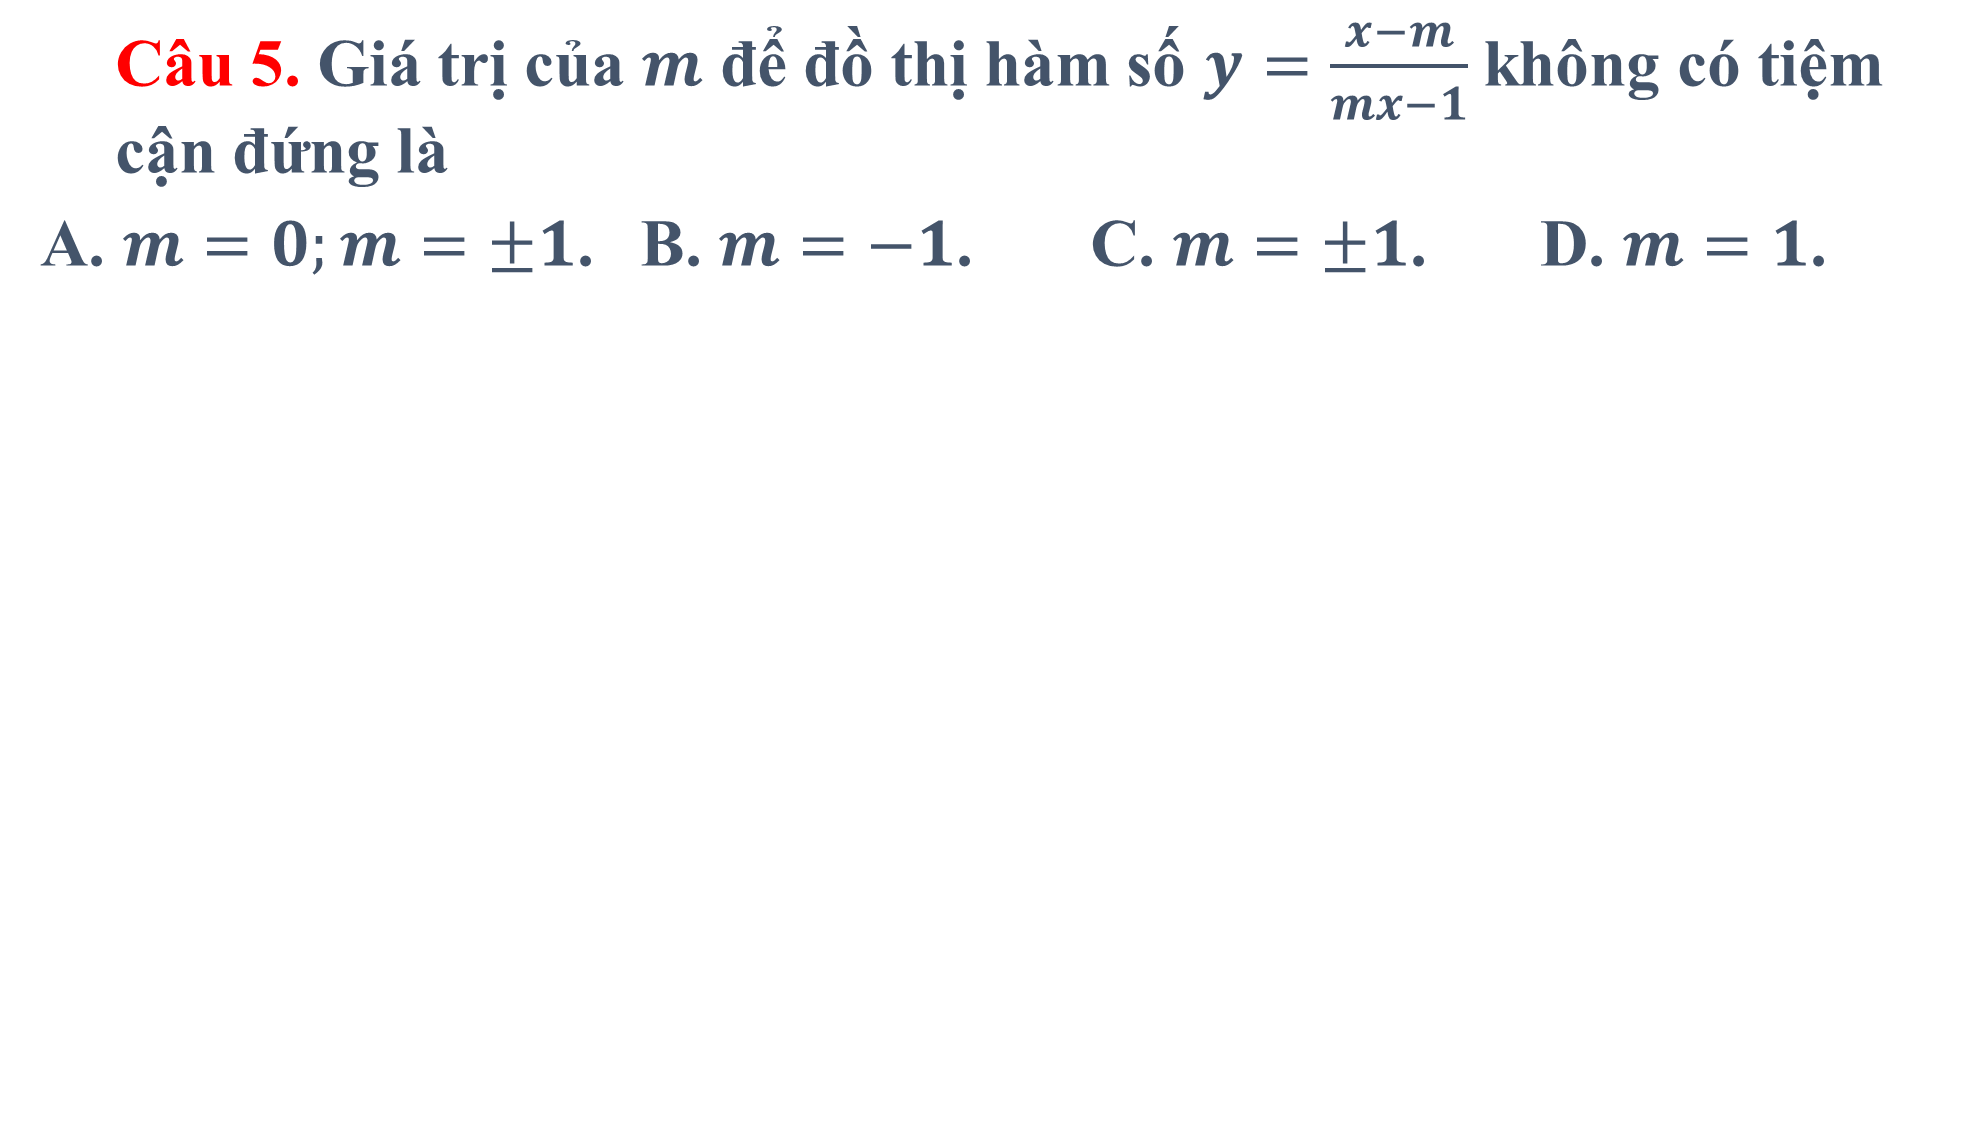 Câu 5. Giá trị của m để đồ thị hàm số y = \frac{x-m}{mx-1} không có tiệm
cận đứng là
A. m = 0; m = ±1. B. m = −1. C. m = ±1. D. m = 1.